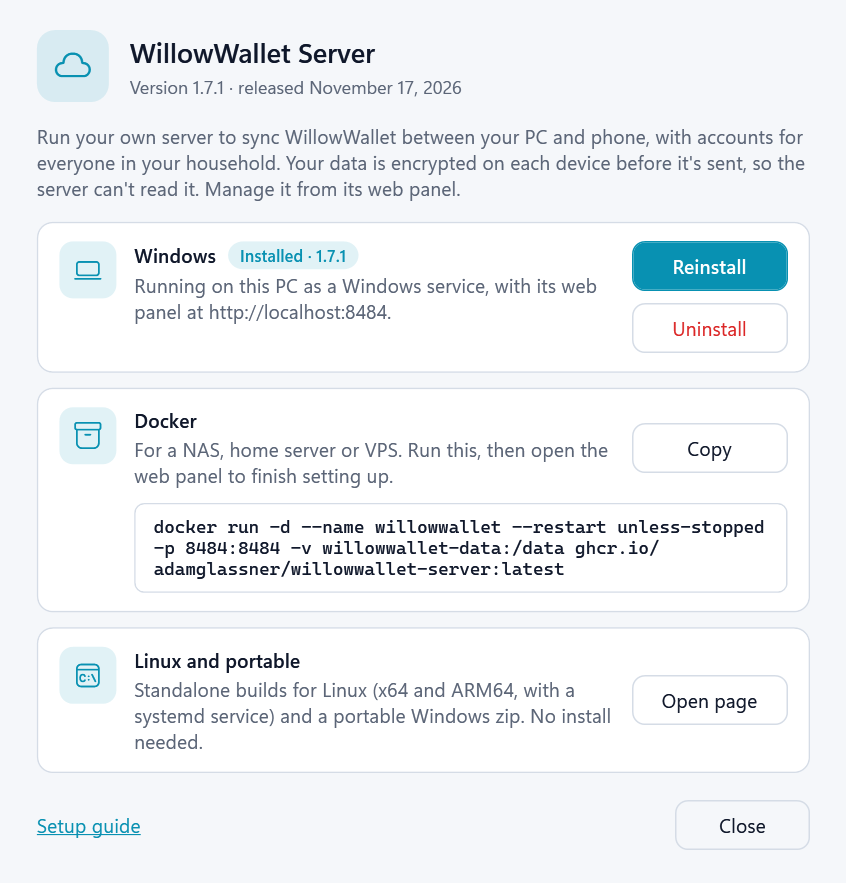 WillowWallet Server
Version 1.7.1 · released November 17, 2026
Run your own server to sync WillowWallet between your PC and phone, with accounts for
everyone in your household. Your data is encrypted on each device before it's sent, so the
server can't read it. Manage it from its web panel.
Windows
Installed · 1.7.1
Running on this PC as a Windows service, with its web
panel at http://localhost:8484.
Reinstall
Uninstall
Docker
For a NAS, home server or VPS. Run this, then open the
web panel to finish setting up.
Copy
docker run -d --name willowwallet --restart unless-stopped
-p 8484:8484 -v willowwallet-data:/data ghcr.io/
adamglassner/willowwallet-server:latest
C:\
Linux and portable
Standalone builds for Linux (x64 and ARM64, with a
systemd service) and a portable Windows zip. No install
needed.
Open page
Setup guide
Close